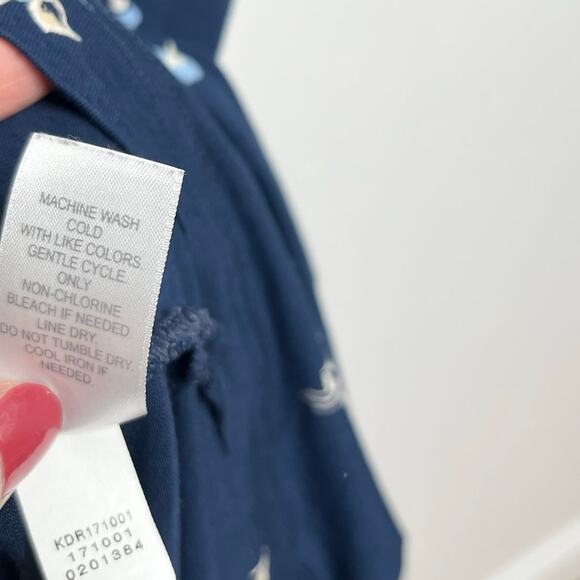 MACHINE WASH
COLD
WITH LIKE COLORS.
GENTLE CYCLE.
ONLY
NON-CHLORINE
BLEACH IF NEEDED
LINE DRY.
DO NOT TUMBLE DRY.
COOL IRON IF
NEEDED
KDR171001
171001
0201384